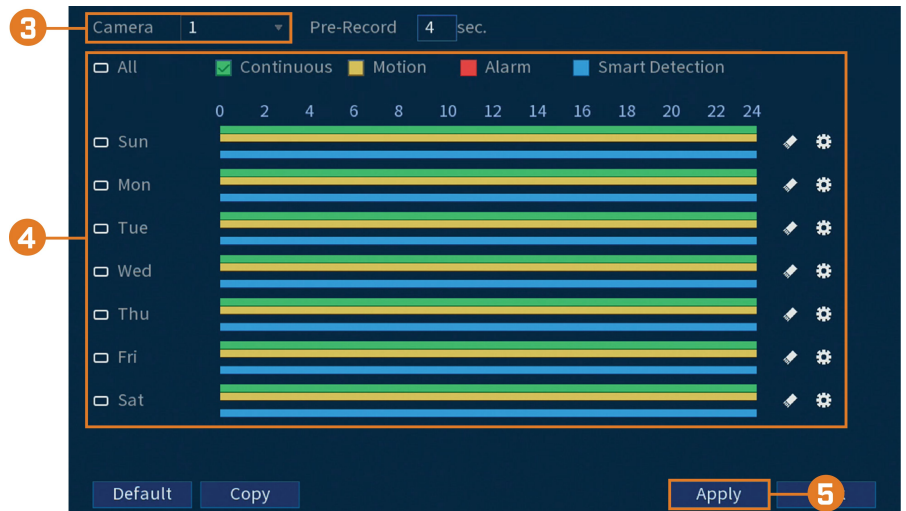 3 Camera 1 Pre-Record 4 sec.
All Continuous Motion Alarm Smart Detection
0 2 4 6 8 10 12 14 16 18 20 22 24
Sun
Mon
Tue
4
Wed
Thu
Fri
Sat
Default Copy Apply 5